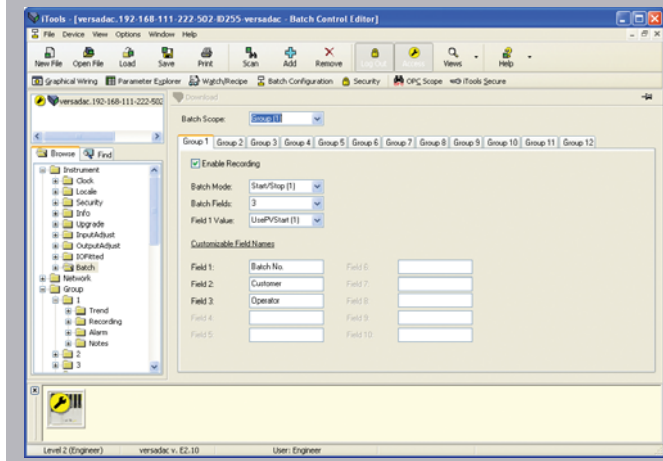 iTools - [versadac.192-168-111-222-502-ID255-versadac - Batch Control Editor]
File Device View Options Window Help
New File Open File Load Save Print Scan Add Remove Log Out Access Views Help
Graphical Wiring Parameter Explorer Watch/Recipe Batch Configuration Security OPC Scope iTools Secure
versadac.192-168-111-222-502
Download
Batch Scope: Group (1)
Browse Find
Group 1 Group 2 Group 3 Group 4 Group 5 Group 6 Group 7 Group 8 Group 9 Group 10 Group 11 Group 12
Enable Recording
Batch Mode: Start/Stop (1)
Batch Fields: 3
Field 1 Value: UsePVStart (1)
Customizable Field Names
Field 1: Batch No. Field 6:
Field 2: Customer Field 7:
Field 3: Operator Field 8:
Field 4: Field 9:
Field 5: Field 10:
Instrument
Clock
Locale
Security
Info
Upgrade
InputAdjust
OutputAdjust
IOFitted
Batch
Network
Group
1
Trend
Recording
Alarm
Notes
2
3
Level 2 (Engineer) versadac v. E2.10 User: Engineer